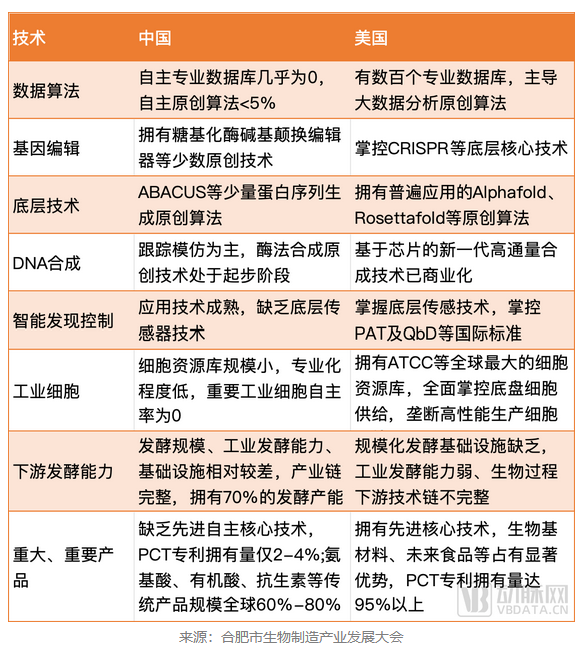 技术
中国
美国
数据算法
自主专业数据库几乎为0，
自主原创算法<5%
有数百个专业数据库，主导
大数据分析原创算法
基因编辑
拥有糖基化酶碱基颠换编辑
器等少数原创技术
掌控CRISPR等底层核心技术
底层技术
ABACUS等少量蛋白序列生
成原创算法
拥有普遍应用的Alphafold、
Rosettafold等原创算法
DNA合成
跟踪模仿为主，酶法合成原
创技术处于起步阶段
基于芯片的新一代高通量合
成技术已商业化
智能发现控制
应用技术成熟，缺乏底层传
感器技术
掌握底层传感技术，掌控
PAT及QbD等国际标准
工业细胞
细胞资源库规模小，专业化
程度低，重要工业细胞自主
率为0
拥有ATCC等全球最大的细胞
资源库，全面掌控底盘细胞
供给，垄断高性能生产细胞
下游发酵能力
发酵规模、工业发酵能力、
基础设施相对较差，产业链
完整，拥有70%的发酵产能
规模化发酵基础设施缺乏，
工业发酵能力弱、生物过程
下游技术链不完整
重大、重要产
品
缺乏先进自主核心技术，
PCT专利拥有量仅2-4%;氨
基酸、有机酸、抗生素等传
统产品规模全球60%-80%
拥有先进核心技术，生物基
材料、未来食品等占有显著
优势，PCT专利拥有量达
95%以上
动脉网
VBDATA.CN
来源：合肥市生物制造产业发展大会